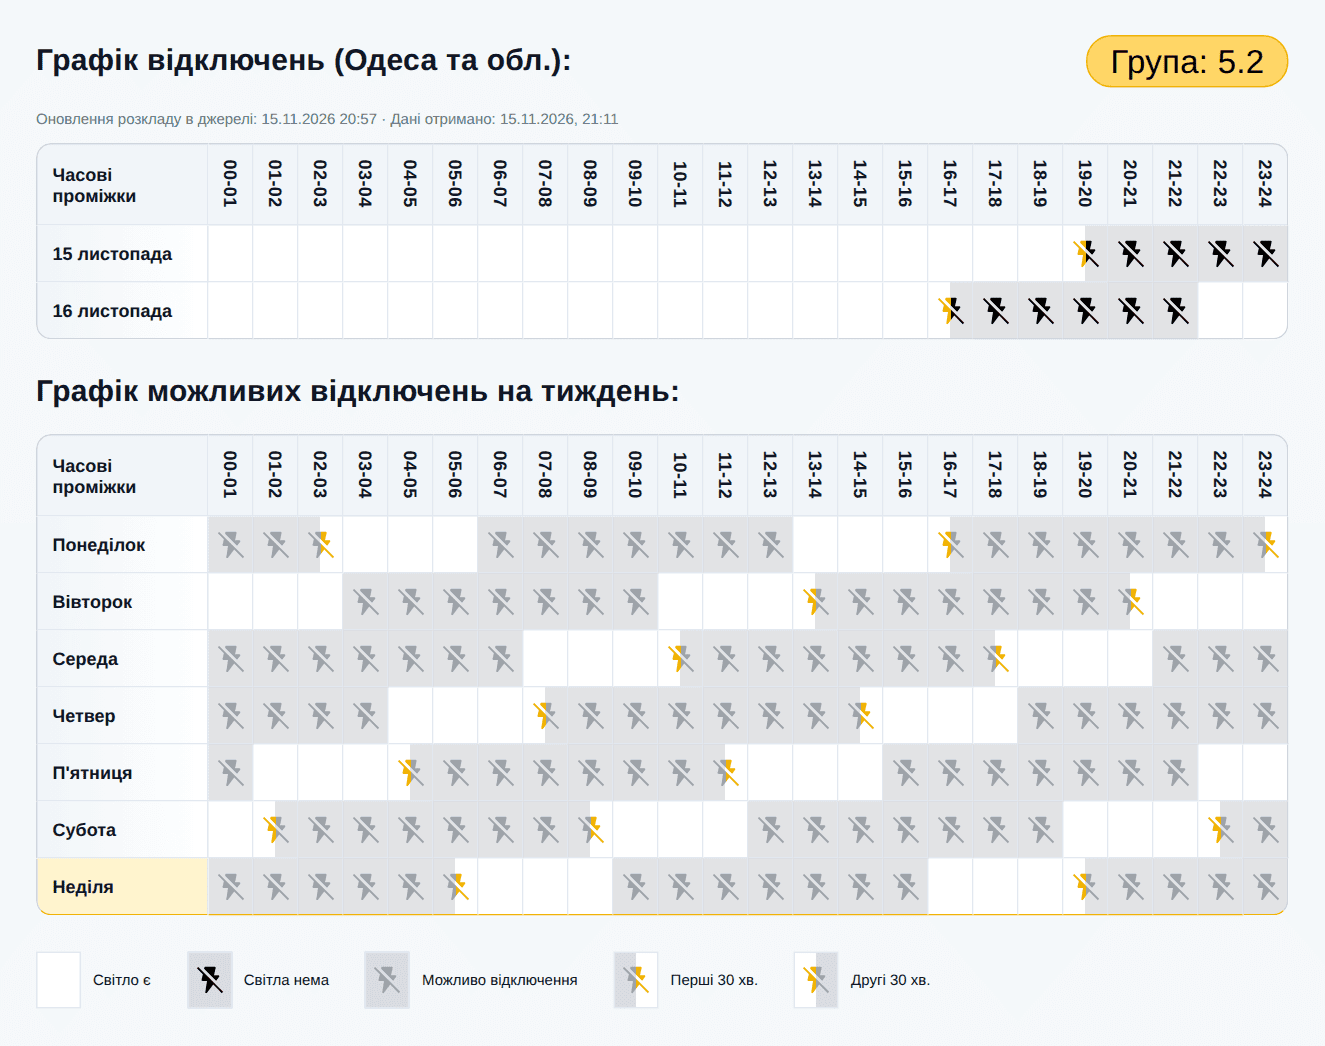 Графік відключень (Одеса та обл.):
Група: 5.2
Оновлення розкладу в джерелі: 15.11.2026 20:57 · Дані отримано: 15.11.2026, 21:11
Часові проміжки 00-01 01-02 02-03 03-04 04-05 05-06 06-07 07-08 08-09 09-10 10-11 11-12 12-13 13-14 14-15 15-16 16-17 17-18 18-19 19-20 20-21 21-22 22-23 23-24
15 листопада
16 листопада
Графік можливих відключень на тиждень:
Часові проміжки 00-01 01-02 02-03 03-04 04-05 05-06 06-07 07-08 08-09 09-10 10-11 11-12 12-13 13-14 14-15 15-16 16-17 17-18 18-19 19-20 20-21 21-22 22-23 23-24
Понеділок
Вівторок
Середа
Четвер
П'ятниця
Субота
Неділя
Світло є Світла нема Можливо відключення Перші 30 хв. Другі 30 хв.